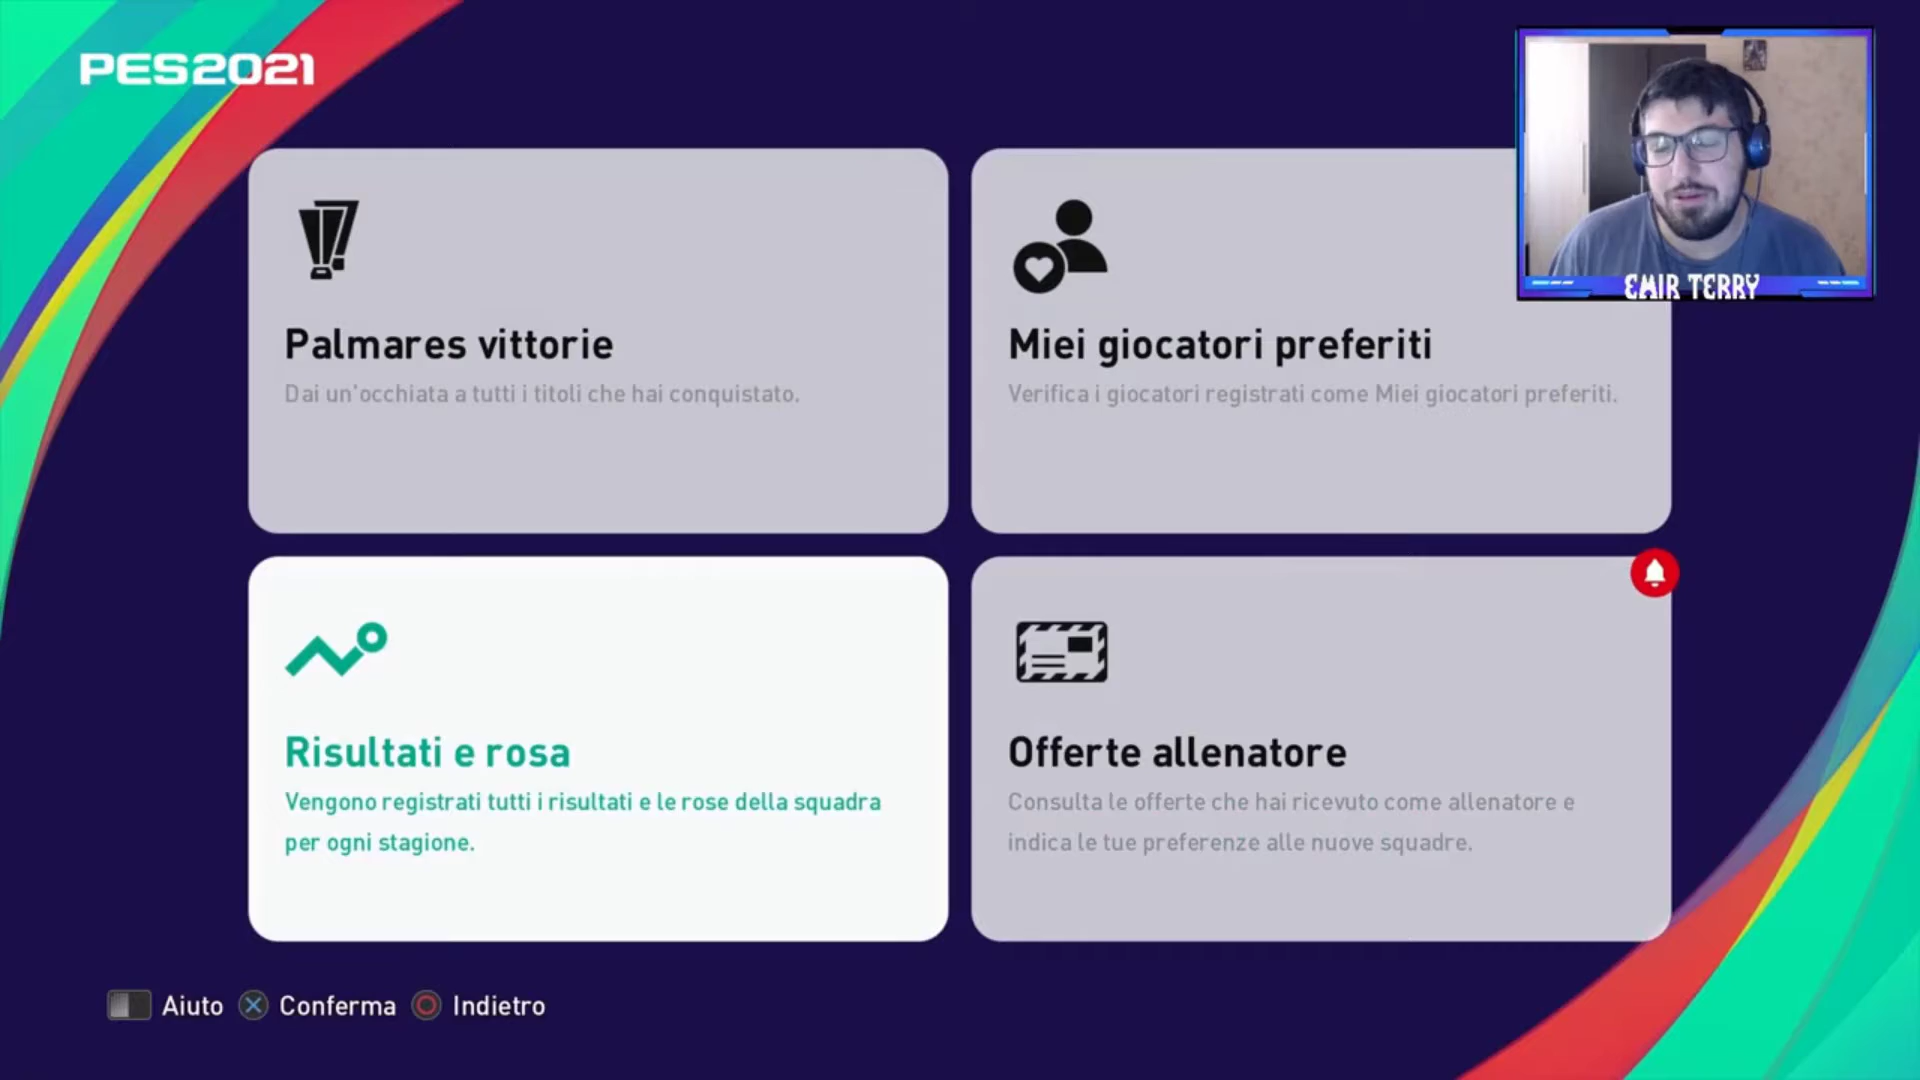 PES2021
EMIR TERRY
Palmares vittorie
Dai un'occhiata a tutti i titoli che hai conquistato.
Miei giocatori preferiti
Verifica i giocatori registrati come Miei giocatori preferiti.
Risultati e rosa
Vengono registrati tutti i risultati e le rose della squadra
per ogni stagione.
Offerte allenatore
Consulta le offerte che hai ricevuto come allenatore e
indica le tue preferenze alle nuove squadre.
Aiuto Conferma Indietro